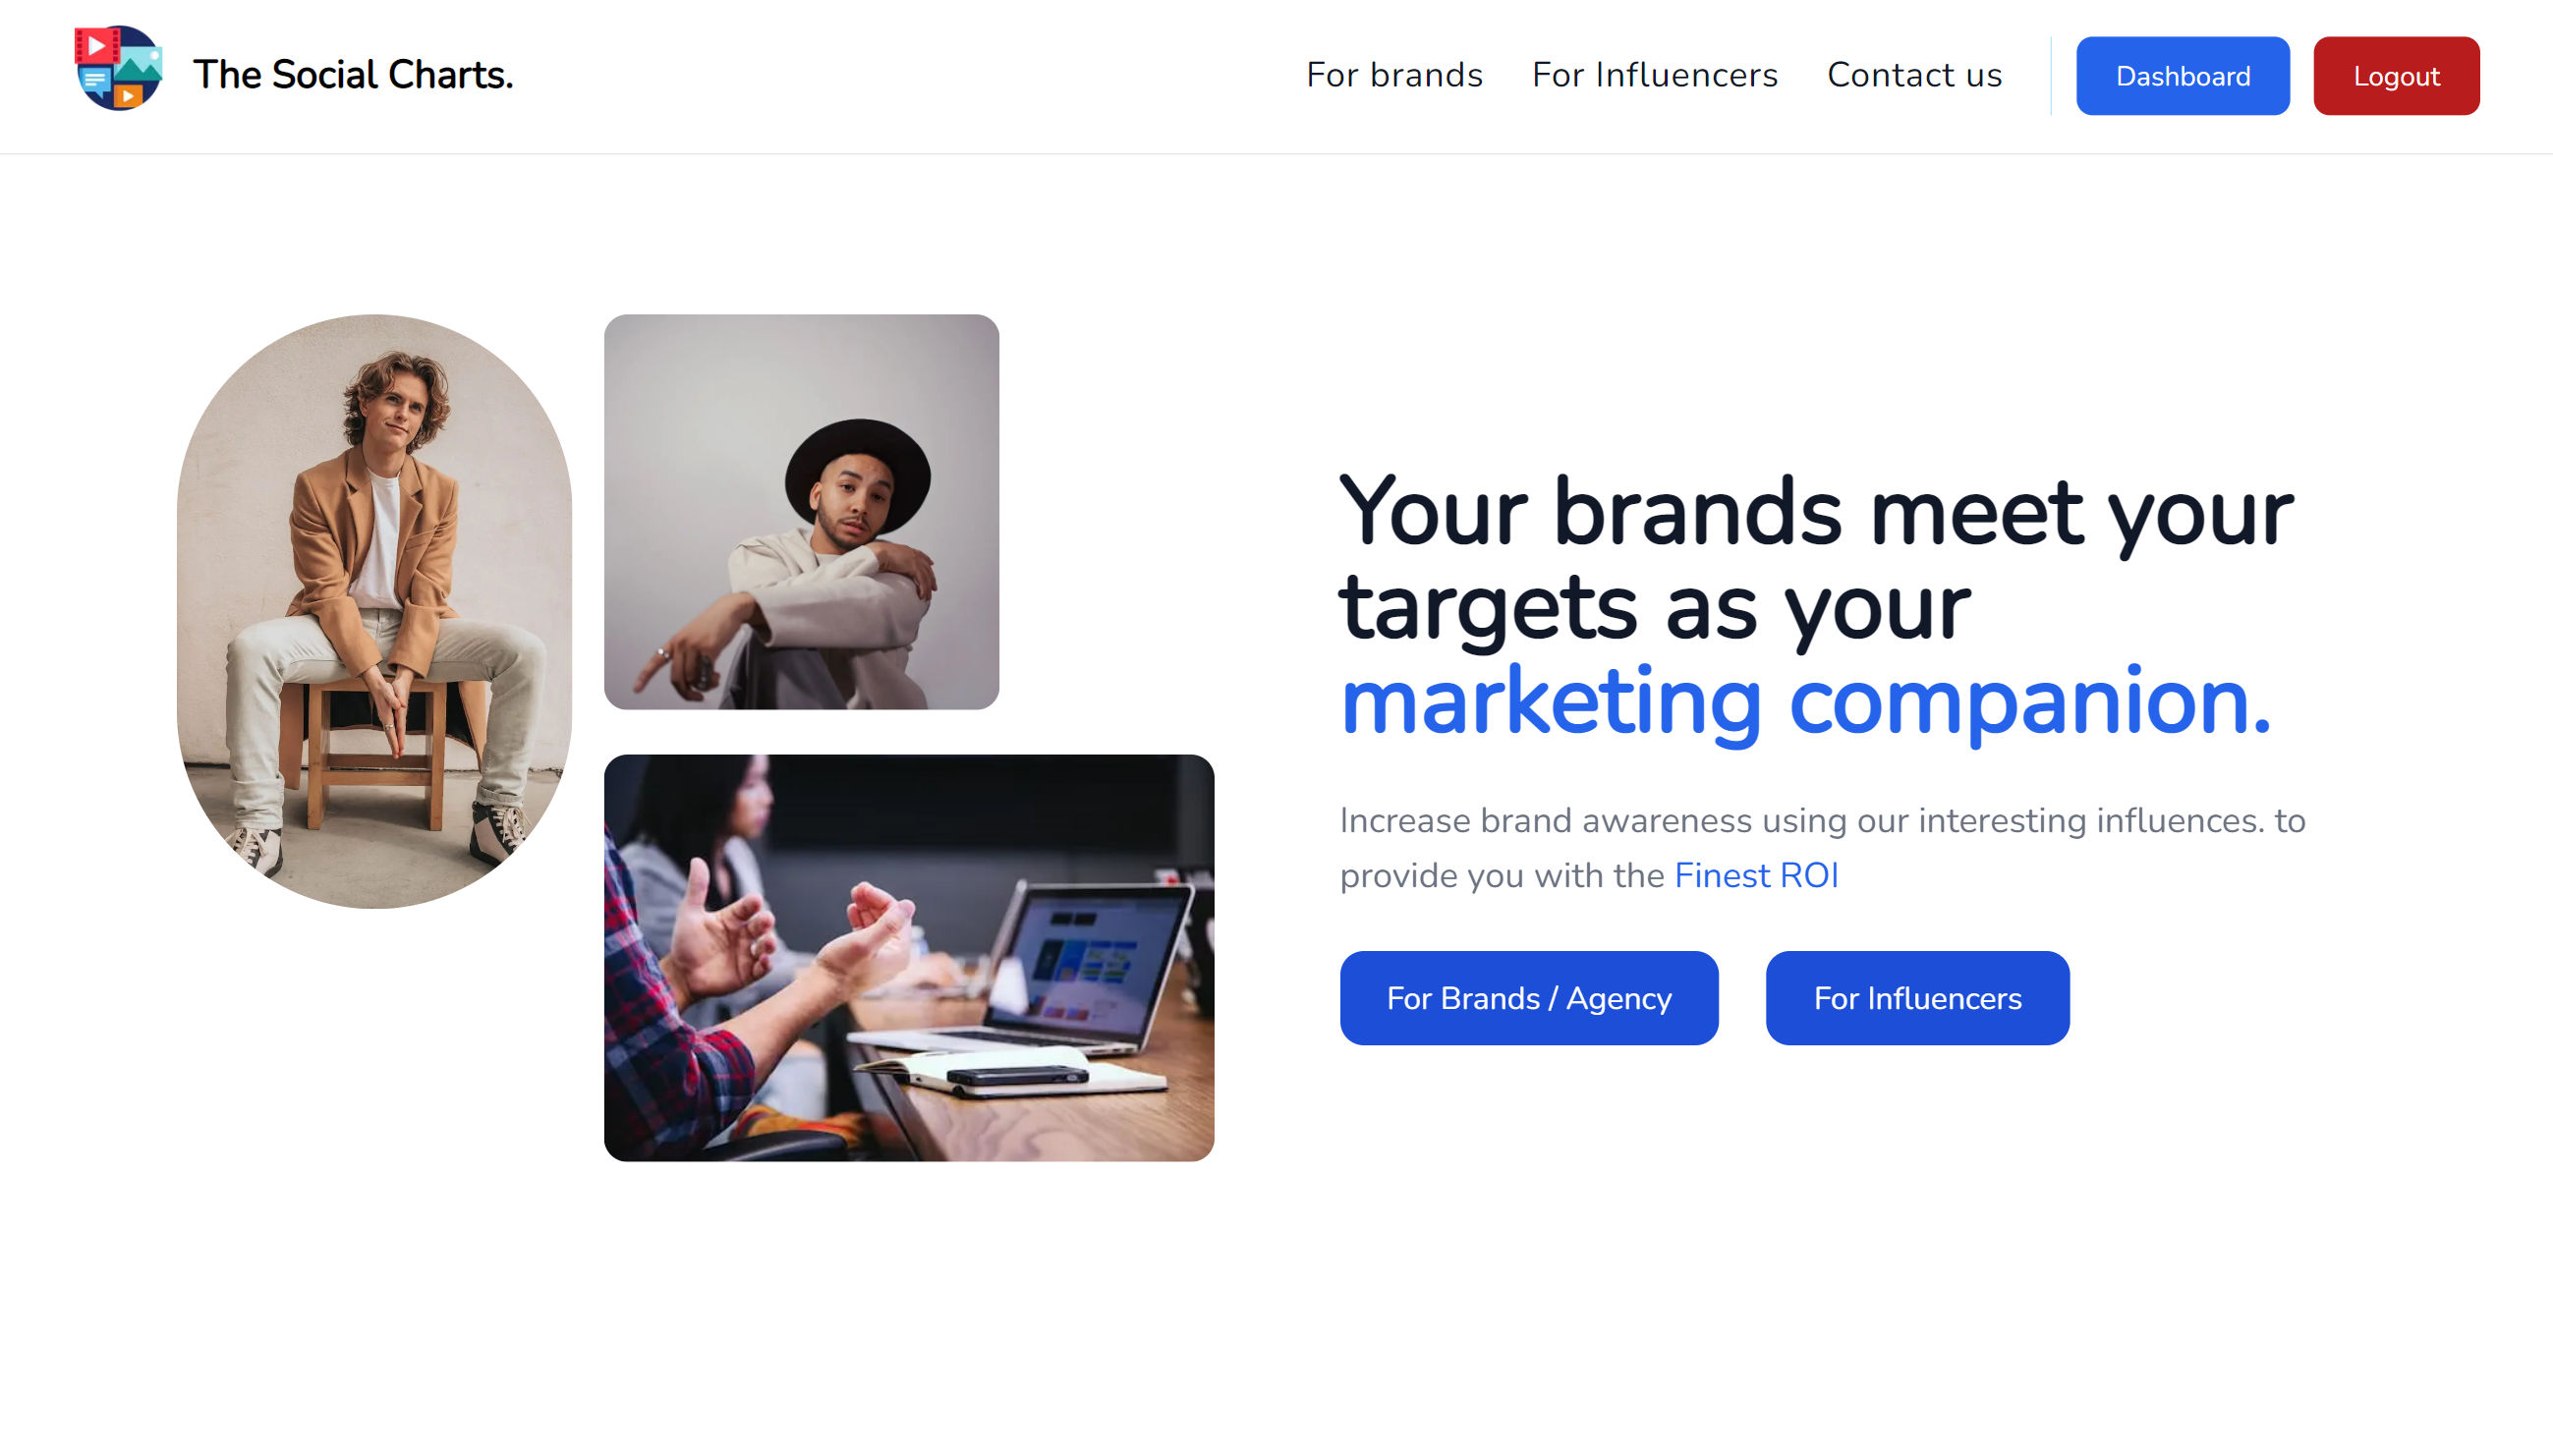 The Social Charts.
For brands
For Influencers
Contact us
Dashboard
Logout
Your brands meet your
targets as your
marketing companion.
Increase brand awareness using our interesting influences. to
provide you with the Finest ROI
For Brands / Agency
For Influencers